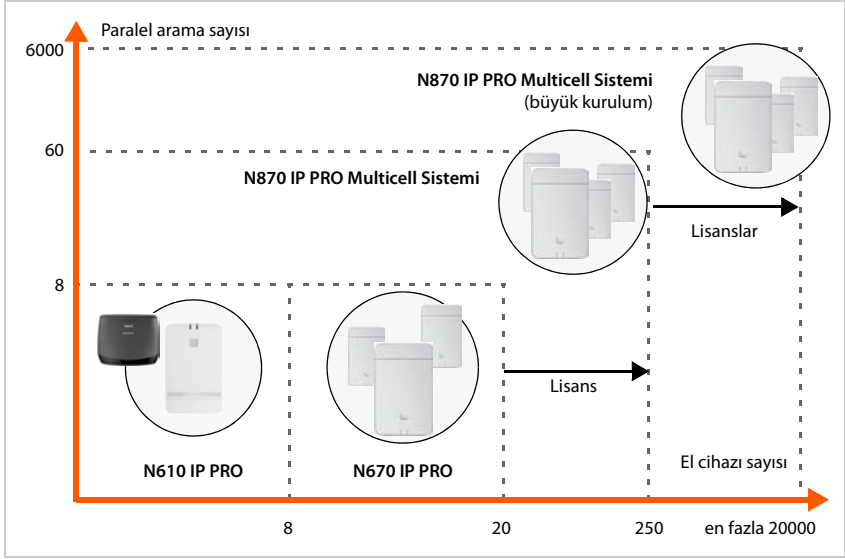 Paralel arama sayısı
6000
N870 IP PRO Multicell Sistemi
(büyük kurulum)
60
N870 IP PRO Multicell Sistemi
Lisanslar
8
Lisans
N610 IP PRO
N670 IP PRO
El cihazı sayısı
8
20
250
en fazla 20000